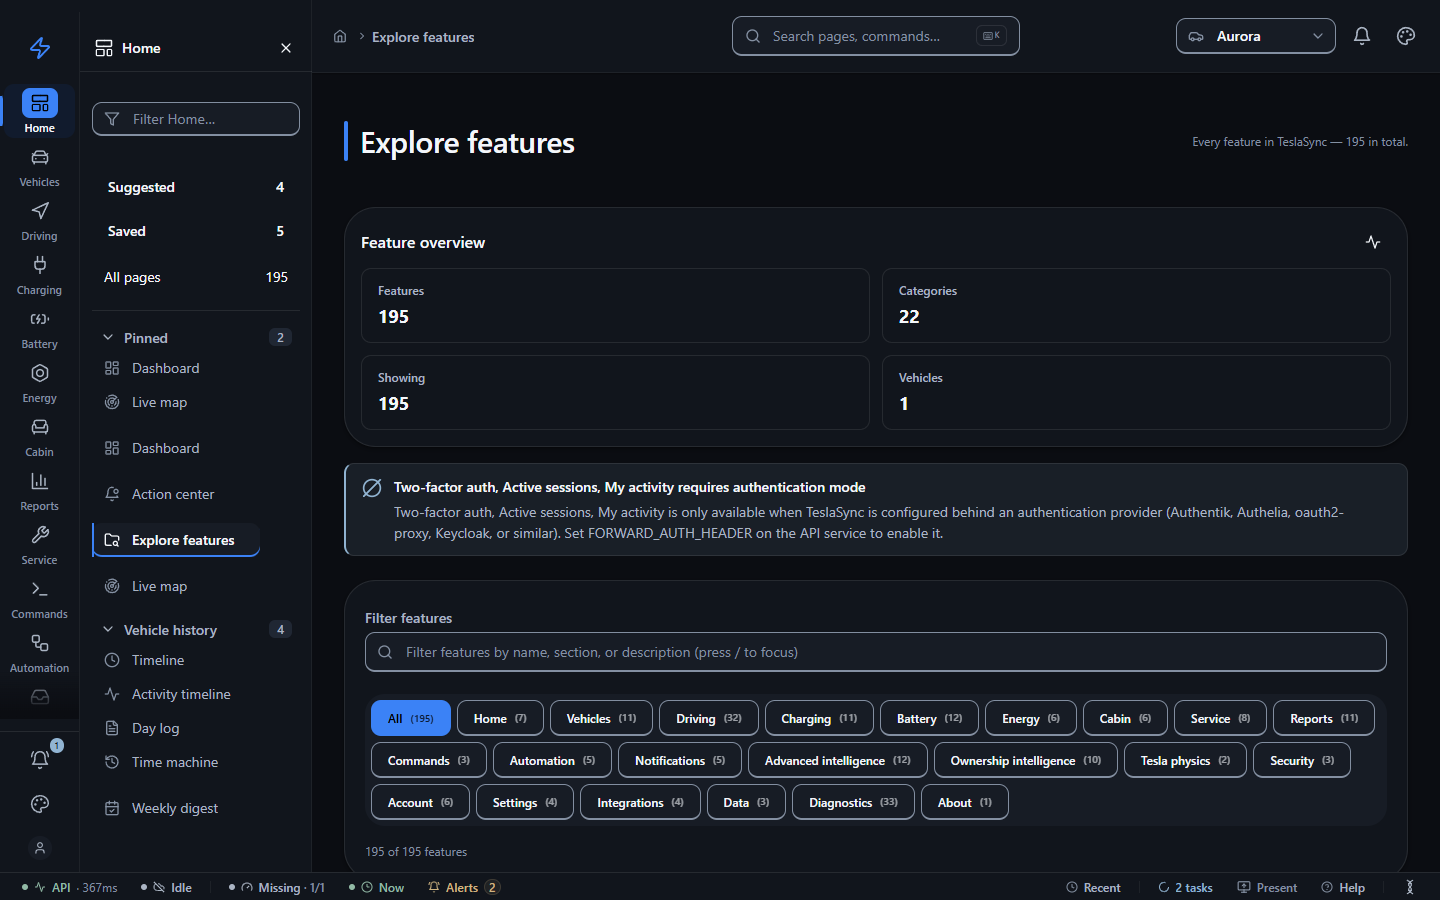 Home
Vehicles
Driving
Charging
Battery
Energy
Cabin
Reports
Service
Commands
Automation
1
Home
Filter Home...
Suggested 4
Saved 5
All pages 195
Pinned 2
Dashboard
Live map
Dashboard
Action center
Explore features
Live map
Vehicle history 4
Timeline
Activity timeline
Day log
Time machine
Weekly digest
Explore features
Search pages, commands...
K
Aurora
Explore features
Every feature in TeslaSync — 195 in total.
Feature overview
Features
195
Categories
22
Showing
195
Vehicles
1
Two-factor auth, Active sessions, My activity requires authentication mode
Two-factor auth, Active sessions, My activity is only available when TeslaSync is configured behind an authentication provider (Authentik, Authelia, oauth2-
proxy, Keycloak, or similar). Set FORWARD_AUTH_HEADER on the API service to enable it.
Filter features
Filter features by name, section, or description (press / to focus)
All (195) Home (7) Vehicles (11) Driving (32) Charging (11) Battery (12) Energy (6) Cabin (6) Service (8) Reports (11)
Commands (3) Automation (5) Notifications (5) Advanced intelligence (12) Ownership intelligence (10) Tesla physics (2) Security (3)
Account (6) Settings (4) Integrations (4) Data (3) Diagnostics (33) About (1)
195 of 195 features
API · 367ms Idle Missing · 1/1 Now Alerts 2 Recent 2 tasks Present Help